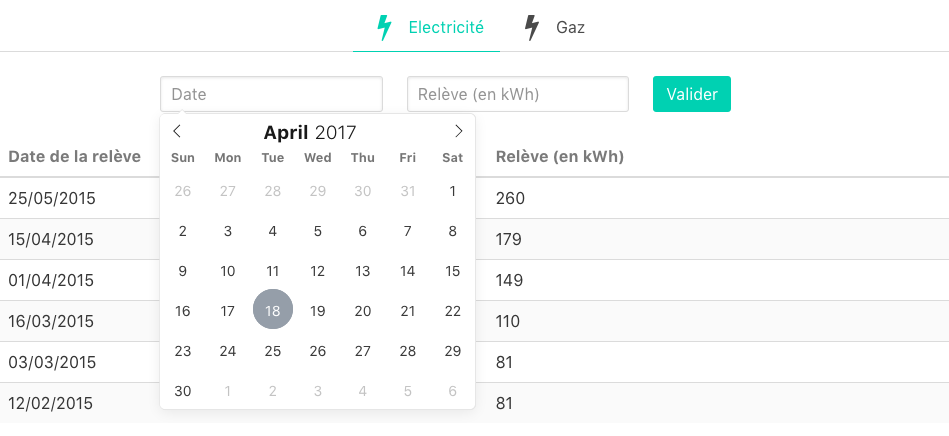 Electricité Gaz
Date Relève (en kWh) Valider
April 2017
Sun Mon Tue Wed Thu Fri Sat
26 27 28 29 30 31 1
2 3 4 5 6 7 8
9 10 11 12 13 14 15
16 17 18 19 20 21 22
23 24 25 26 27 28 29
30 1 2 3 4 5 6
Date de la relève Relève (en kWh)
25/05/2015 260
15/04/2015 179
01/04/2015 149
16/03/2015 110
03/03/2015 81
12/02/2015 81